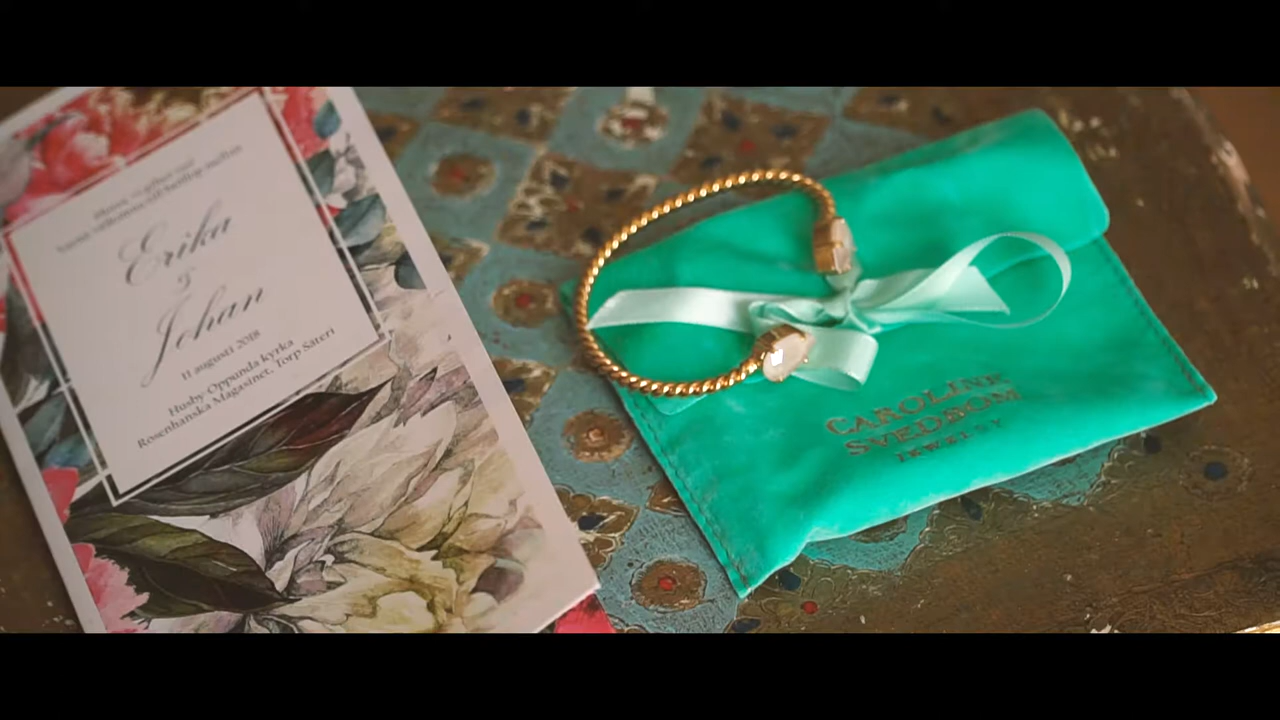 Erika
&
Johan
11 augusti 2018
Husby-Oppunda kyrka
Rosenhanska Magasinet, Torp Säteri
CAROLINE
SVEDBOM
JEWELRY